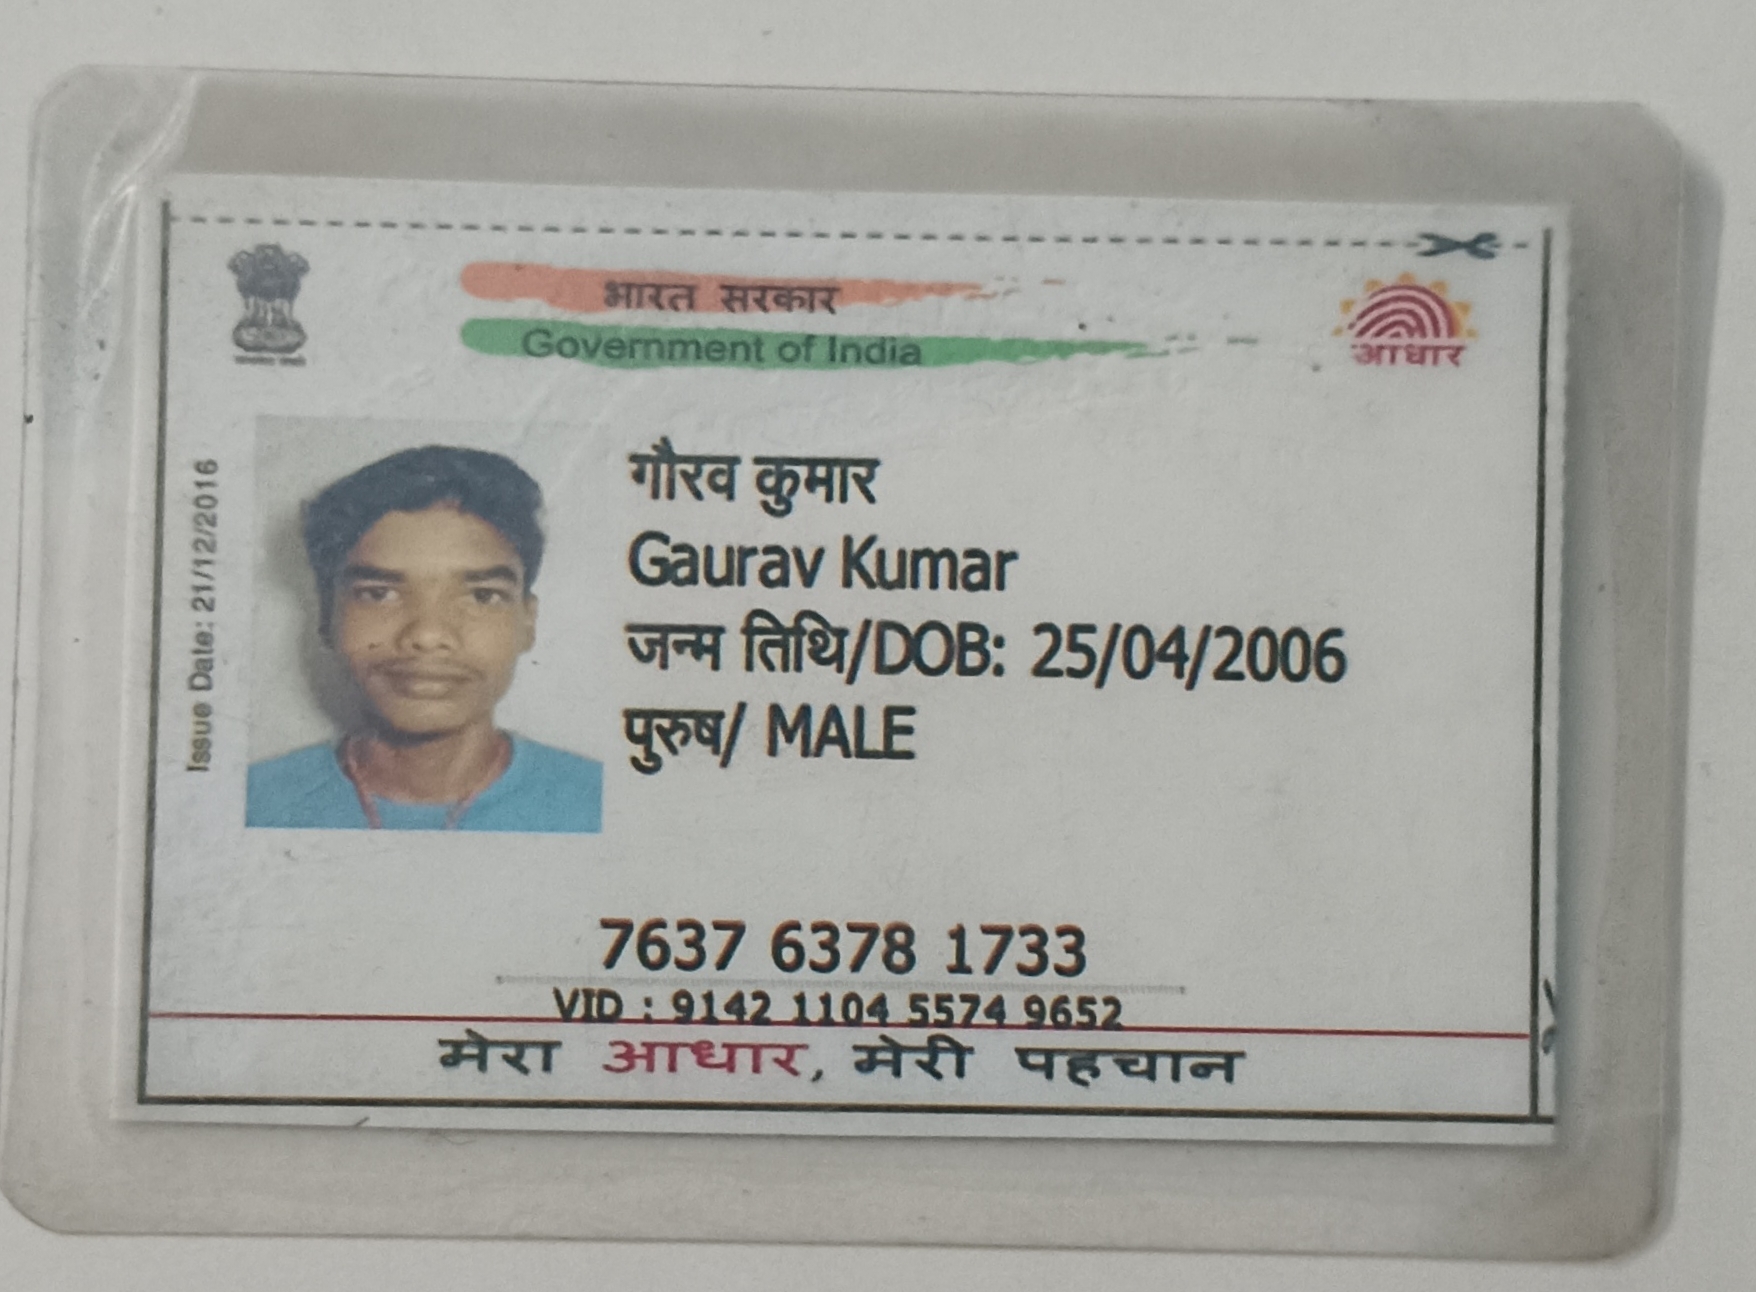 भारत सरकार
Government of India
आधार
Issue Date: 21/12/2016
गौरव कुमार
Gaurav Kumar
जन्म तिथि/DOB: 25/04/2006
पुरुष/ MALE
7637 6378 1733
VID : 9142 1104 5574 9652
मेरा आधार, मेरी पहचान